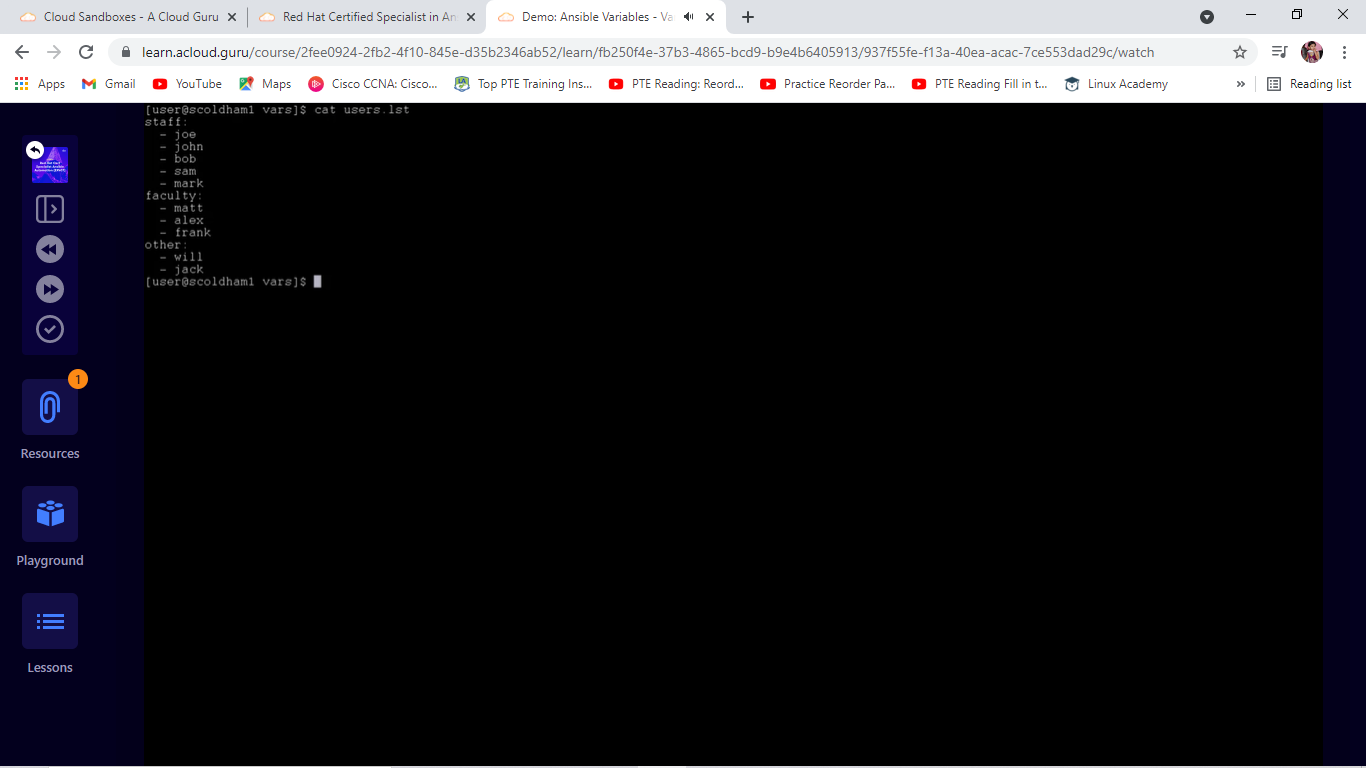 Cloud Sandboxes - A Cloud Guru
Red Hat Certified Specialist in An
Demo: Ansible Variables - Va
learn.acloud.guru/course/2fee0924-2fb2-4f10-845e-d35b2346ab52/learn/fb250f4e-37b3-4865-bcd9-b9e4b6405913/937f55fe-f13a-40ea-acac-7ce553dad29c/watch
Apps
Gmail
YouTube
Maps
Cisco CCNA: Cisco...
Top PTE Training Ins...
PTE Reading: Reord...
Practice Reorder Pa...
PTE Reading Fill in t...
Linux Academy
»
Reading list
[user@scoldham1 vars]$ cat users.lst
staff:
- joe
- john
- bob
- sam
- mark
faculty:
- matt
- alex
- frank
other:
- will
- jack
[user@scoldham1 vars]$
1
Resources
Playground
Lessons